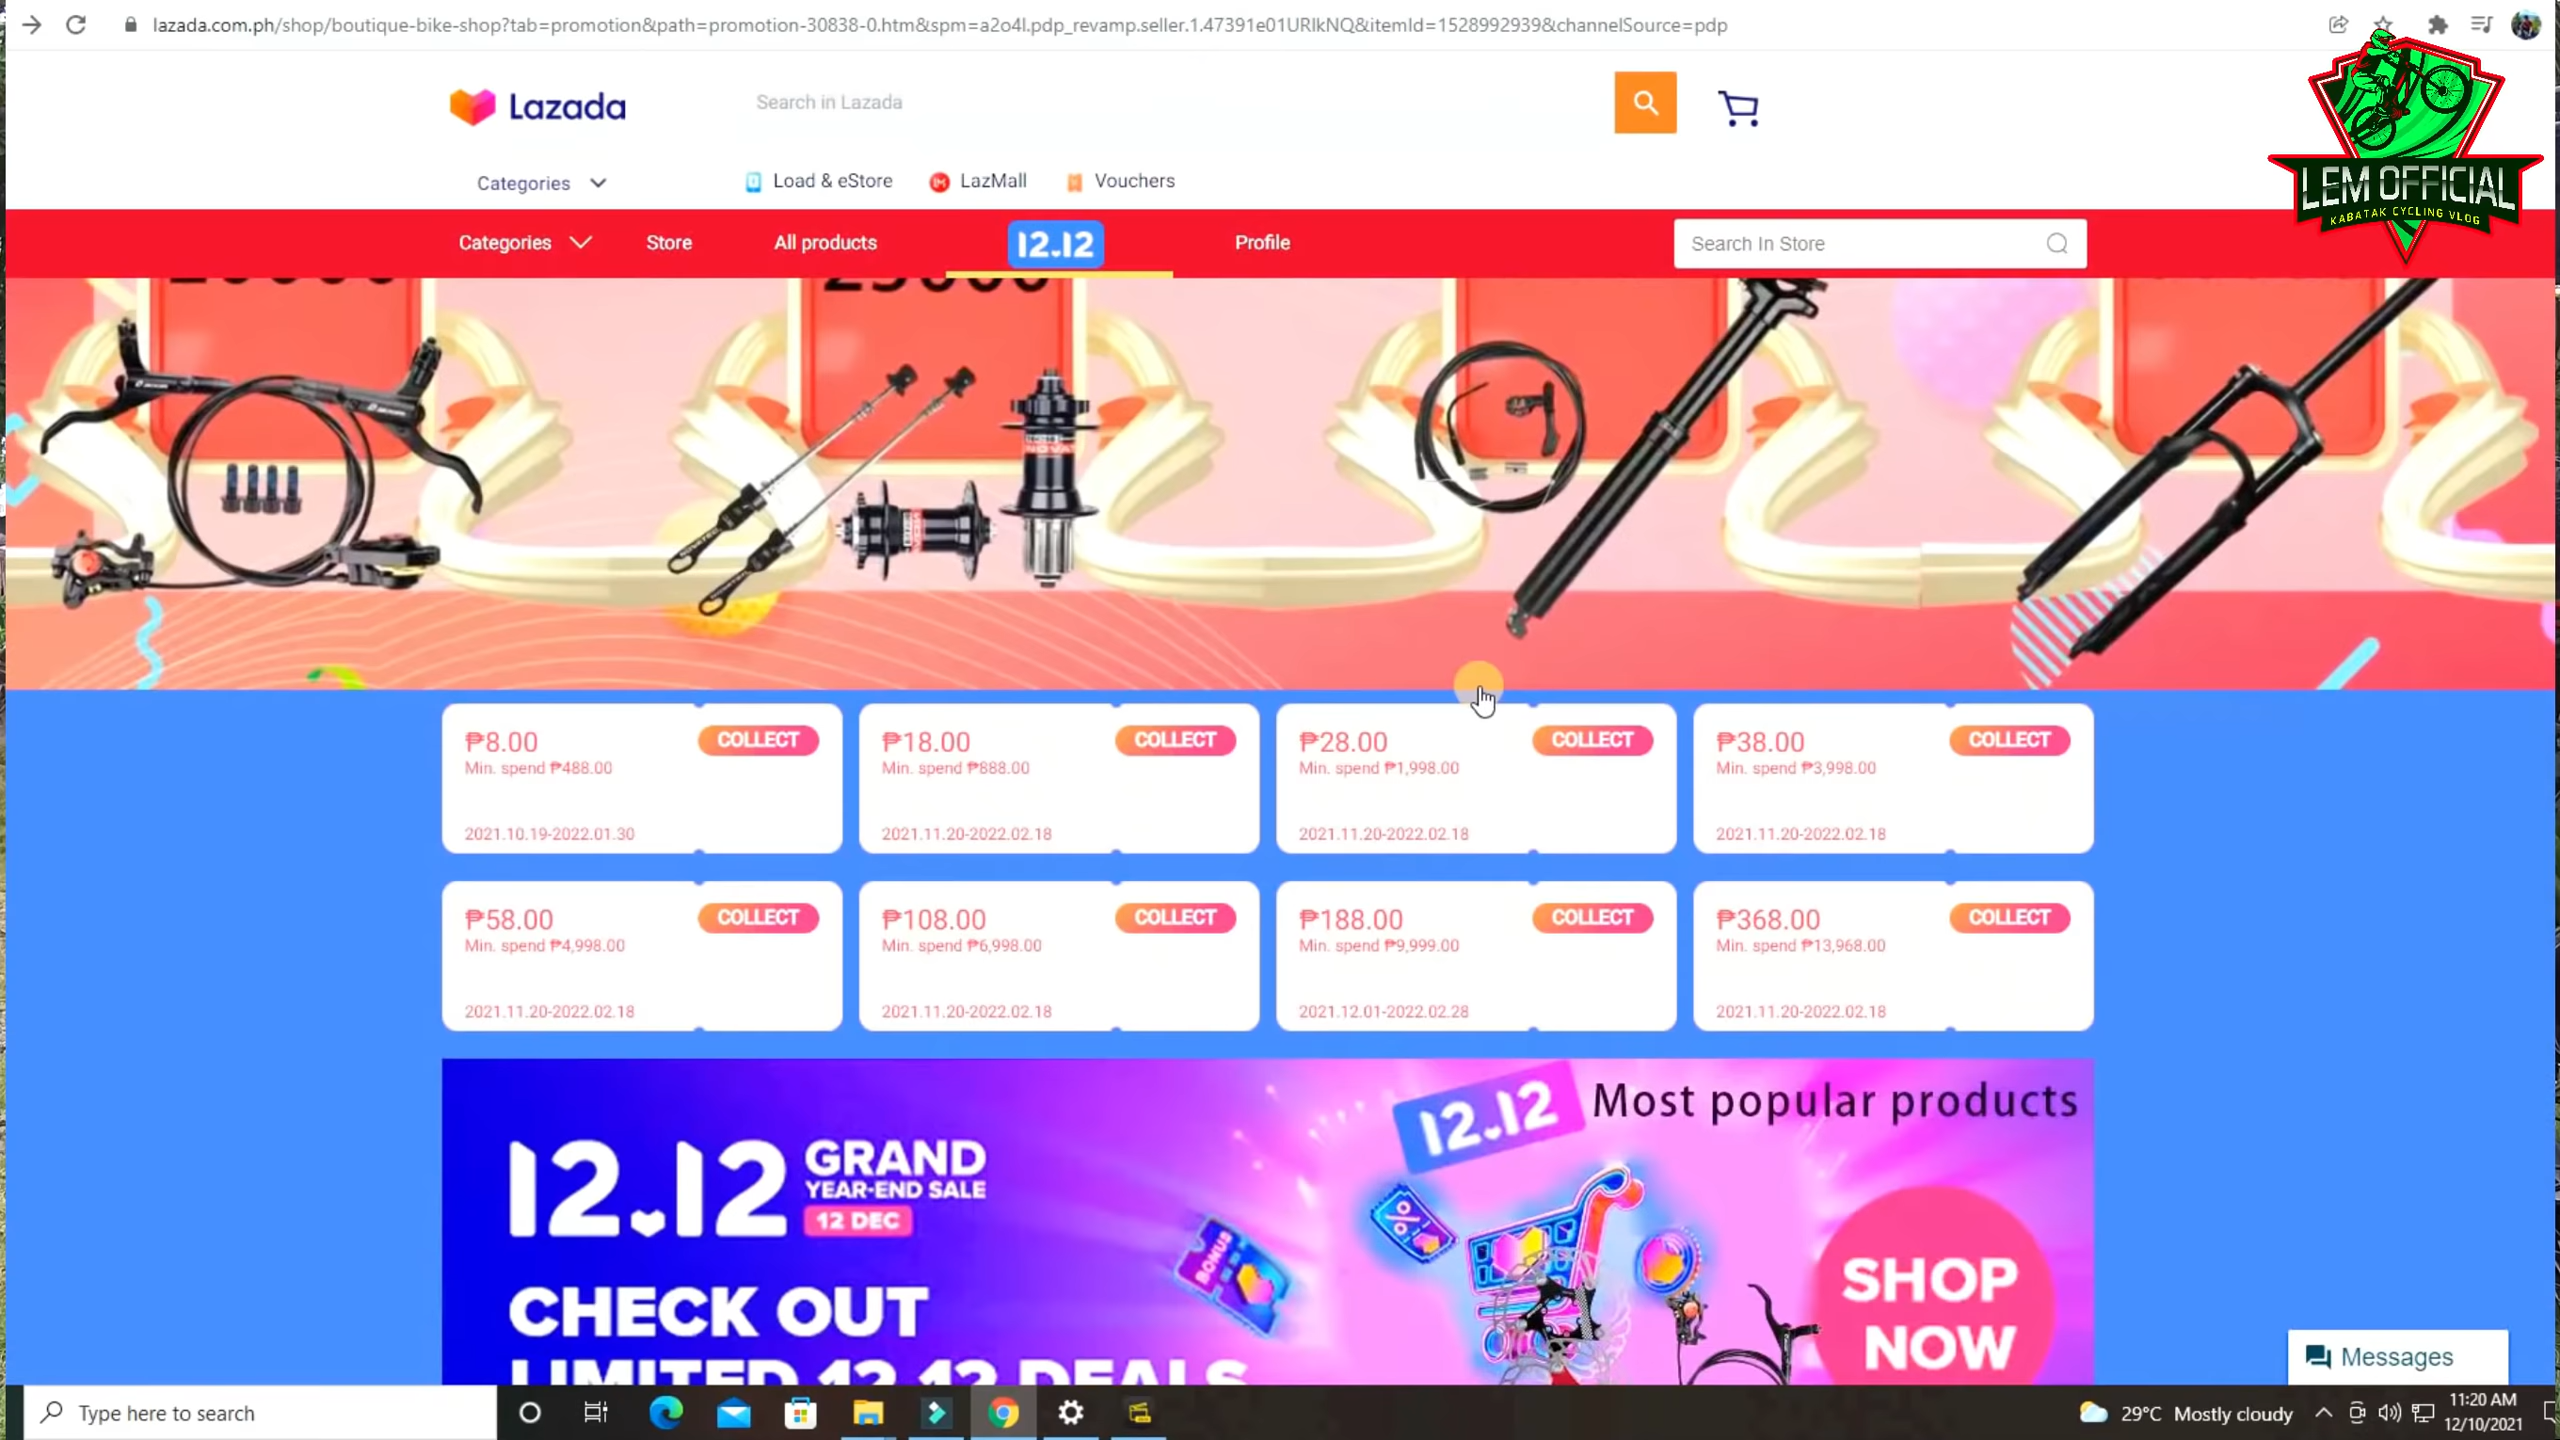 lazada.com.ph/shop/boutique-bike-shop?tab=promotion&path=promotion-30838-0.htm&spm=a2o4l.pdp_revamp.seller.1.47391e01URIkNQ&itemId=1528992939&channelSource=pdp
Lazada
Search in Lazada
Categories
Load & eStore
LazMall
Vouchers
LEM OFFICIAL
KABATAK CYCLING VLOG
Categories
Store
All products
12.12
Profile
Search In Store
₱8.00
COLLECT
Min. spend ₱488.00
2021.10.19-2022.01.30
₱18.00
COLLECT
Min. spend ₱888.00
2021.11.20-2022.02.18
₱28.00
COLLECT
Min. spend ₱1,998.00
2021.11.20-2022.02.18
₱38.00
COLLECT
Min. spend ₱3,998.00
2021.11.20-2022.02.18
₱58.00
COLLECT
Min. spend ₱4,998.00
2021.11.20-2022.02.18
₱108.00
COLLECT
Min. spend ₱6,998.00
2021.11.20-2022.02.18
₱188.00
COLLECT
Min. spend ₱9,999.00
2021.12.01-2022.02.28
₱368.00
COLLECT
Min. spend ₱13,968.00
2021.11.20-2022.02.18
12.12
Most popular products
12.12
GRAND
YEAR-END SALE
12 DEC
BONUS
CHECK OUT
LIMITED 12.12 DEALS
SHOP
NOW
Messages
Type here to search
29°C Mostly cloudy
11:20 AM
12/10/2021